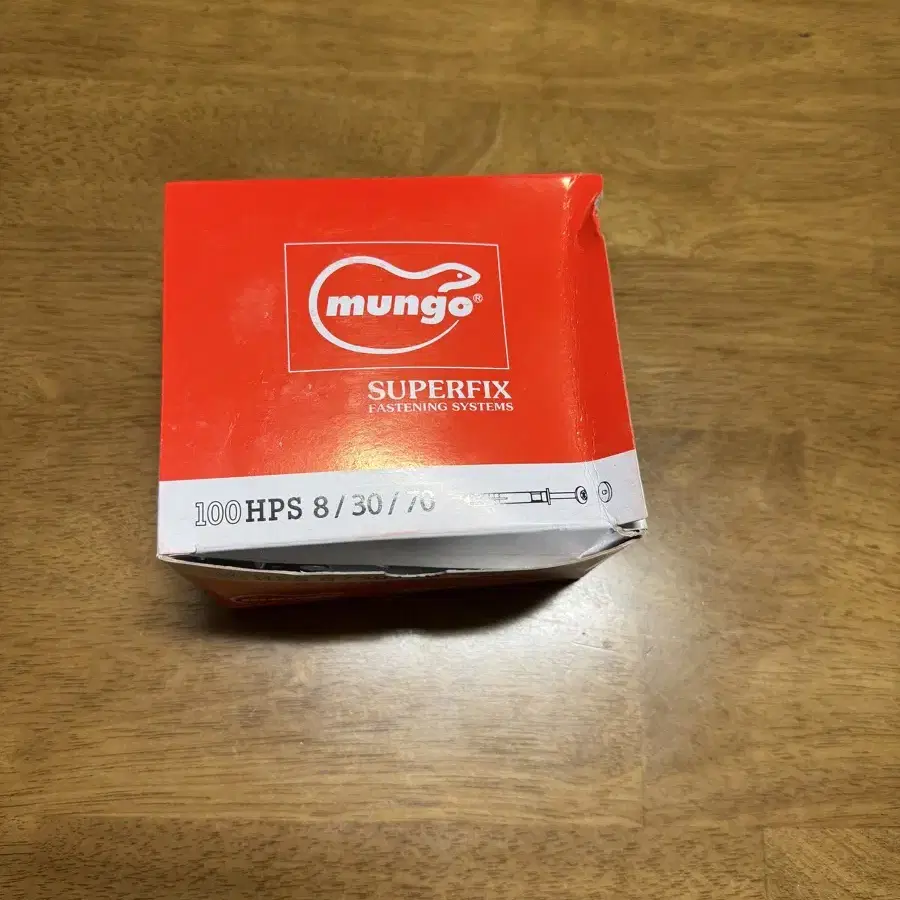 mungo®
SUPERFIX
FASTENING SYSTEMS
100 HPS 8/30/70